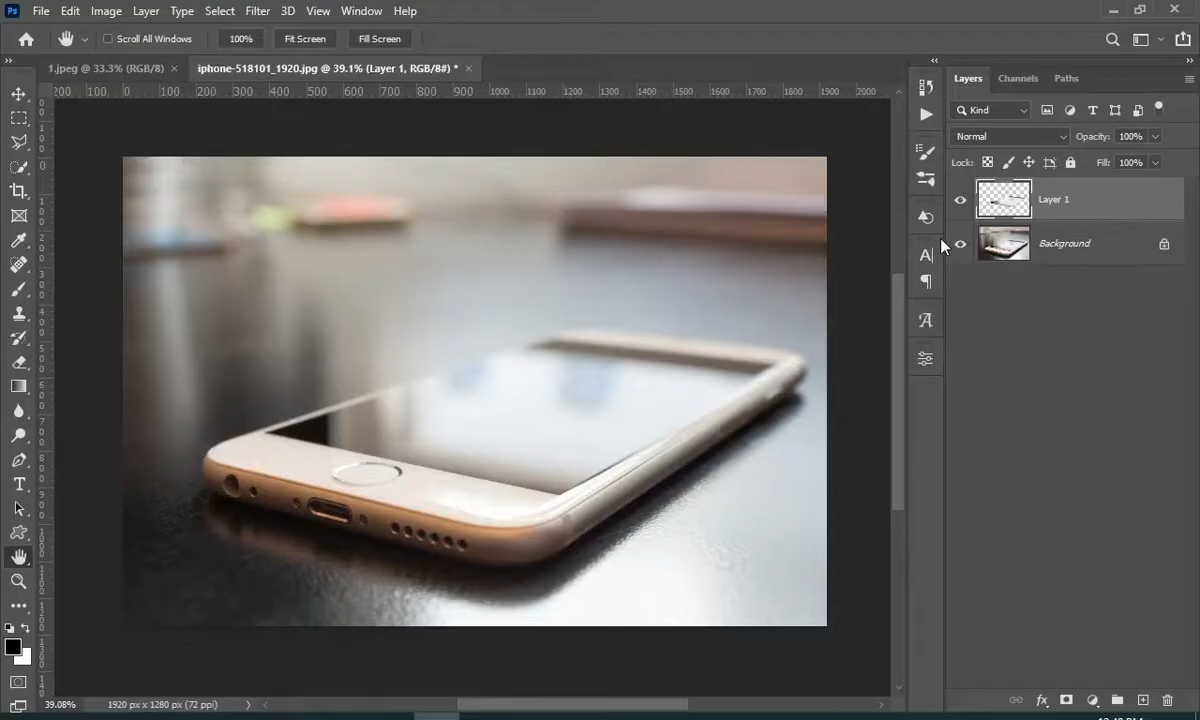 Ps File Edit Image Layer Type Select Filter 3D View Window Help
Scroll All Windows 100% Fit Screen Fill Screen
1.jpeg @ 33.3% (RGB/8) × iphone-518101_1920.jpg @ 39.1% (Layer 1, RGB/8#) * ×
200 100 0 100 200 300 400 500 600 700 800 900 1000 1100 1200 1300 1400 1500 1600 1700 1800 1900 2000
Layers Channels Paths
Kind
Normal Opacity: 100%
Lock: Fill: 100%
Layer 1
Background
39.08% 1920 px x 1280 px (72 ppi)